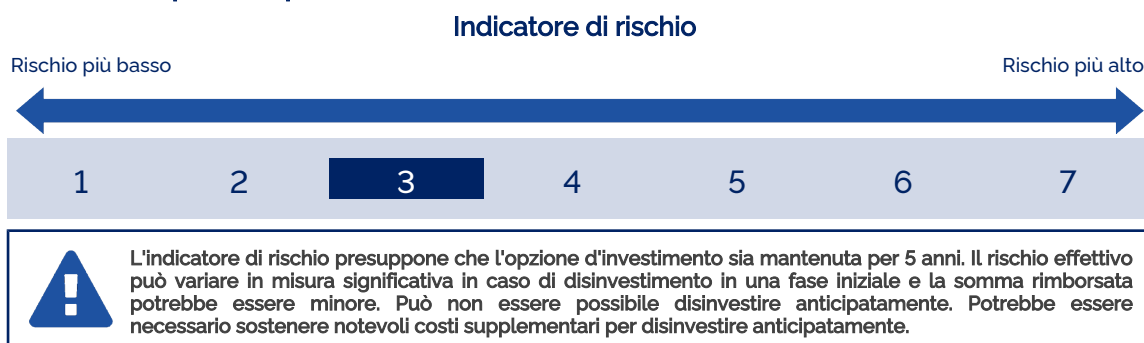 Indicatore di rischio
Rischio più basso
Rischio più alto
1 2 3 4 5 6 7
L'indicatore di rischio presuppone che l'opzione d'investimento sia mantenuta per 5 anni. Il rischio effettivo
può variare in misura significativa in caso di disinvestimento in una fase iniziale e la somma rimborsata
potrebbe essere minore. Può non essere possibile disinvestire anticipatamente. Potrebbe essere
necessario sostenere notevoli costi supplementari per disinvestire anticipatamente.